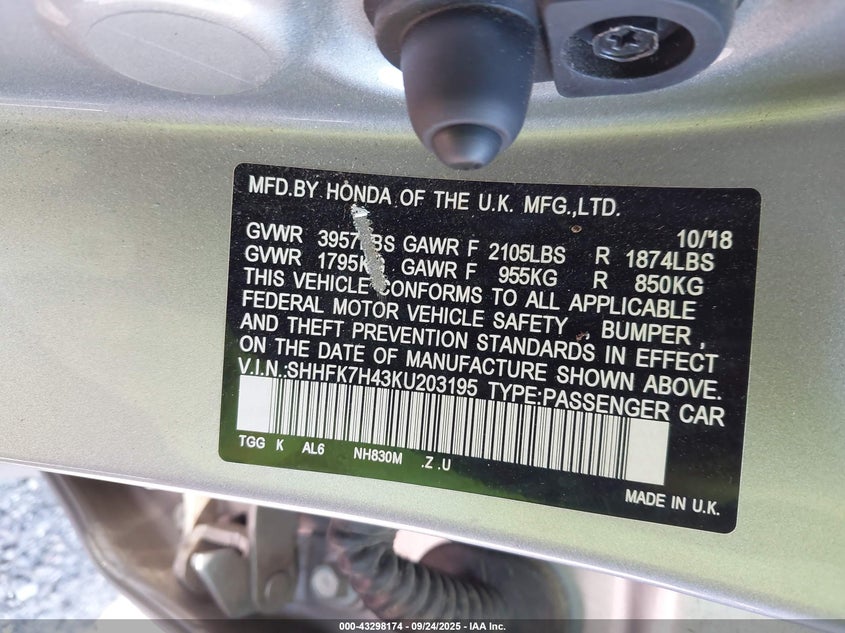 MFD.BY HONDA OF THE U.K. MFG.,LTD.
10/18
GVWR 3957LBS GAWR F 2105LBS R 1874LBS
GVWR 1795KG GAWR F 955KG R 850KG
THIS VEHICLE CONFORMS TO ALL APPLICABLE
FEDERAL MOTOR VEHICLE SAFETY , BUMPER ,
AND THEFT PREVENTION STANDARDS IN EFFECT
ON THE DATE OF MANUFACTURE SHOWN ABOVE.
V.I.N.:SHHFK7H43KU203195 TYPE:PASSENGER CAR
TGG K AL6 NH830M .Z .U
MADE IN U.K.
000-43298174 - 09/24/2025 - IAA Inc.